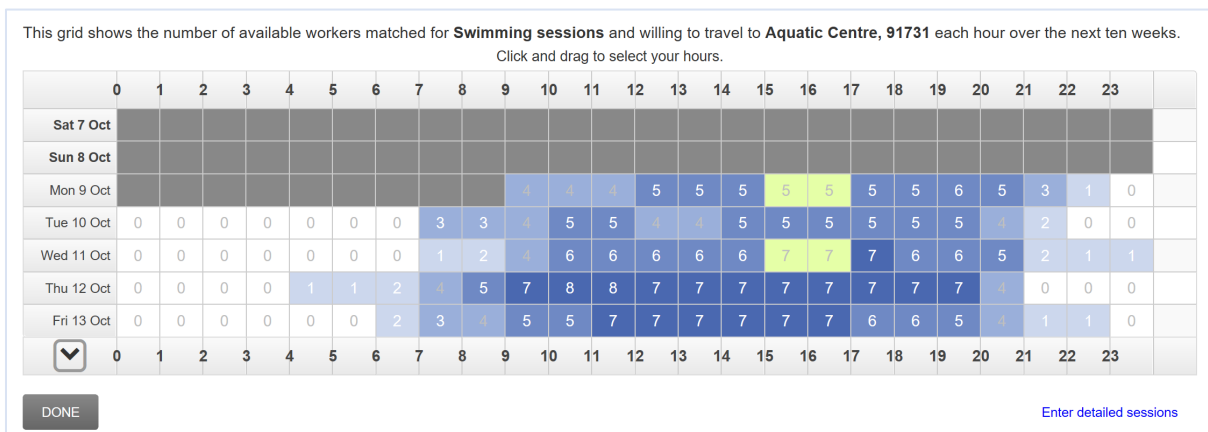 This grid shows the number of available workers matched for Swimming sessions and willing to travel to Aquatic Centre, 91731 each hour over the next ten weeks.
Click and drag to select your hours.
0 1 2 3 4 5 6 7 8 9 10 11 12 13 14 15 16 17 18 19 20 21 22 23
Sat 7 Oct
Sun 8 Oct
Mon 9 Oct 4 4 4 5 5 5 5 5 5 5 6 5 3 1 0
Tue 10 Oct 0 0 0 0 0 0 0 3 3 4 5 5 4 4 5 5 5 5 5 5 4 2 0 0
Wed 11 Oct 0 0 0 0 0 0 0 1 2 4 6 6 6 6 6 7 7 7 6 6 5 2 1 1
Thu 12 Oct 0 0 0 0 1 1 2 4 5 7 8 8 7 7 7 7 7 7 7 7 4 0 0 0
Fri 13 Oct 0 0 0 0 0 0 2 3 4 5 5 7 7 7 7 7 7 6 6 5 4 1 1 0
0 1 2 3 4 5 6 7 8 9 10 11 12 13 14 15 16 17 18 19 20 21 22 23
DONE
Enter detailed sessions